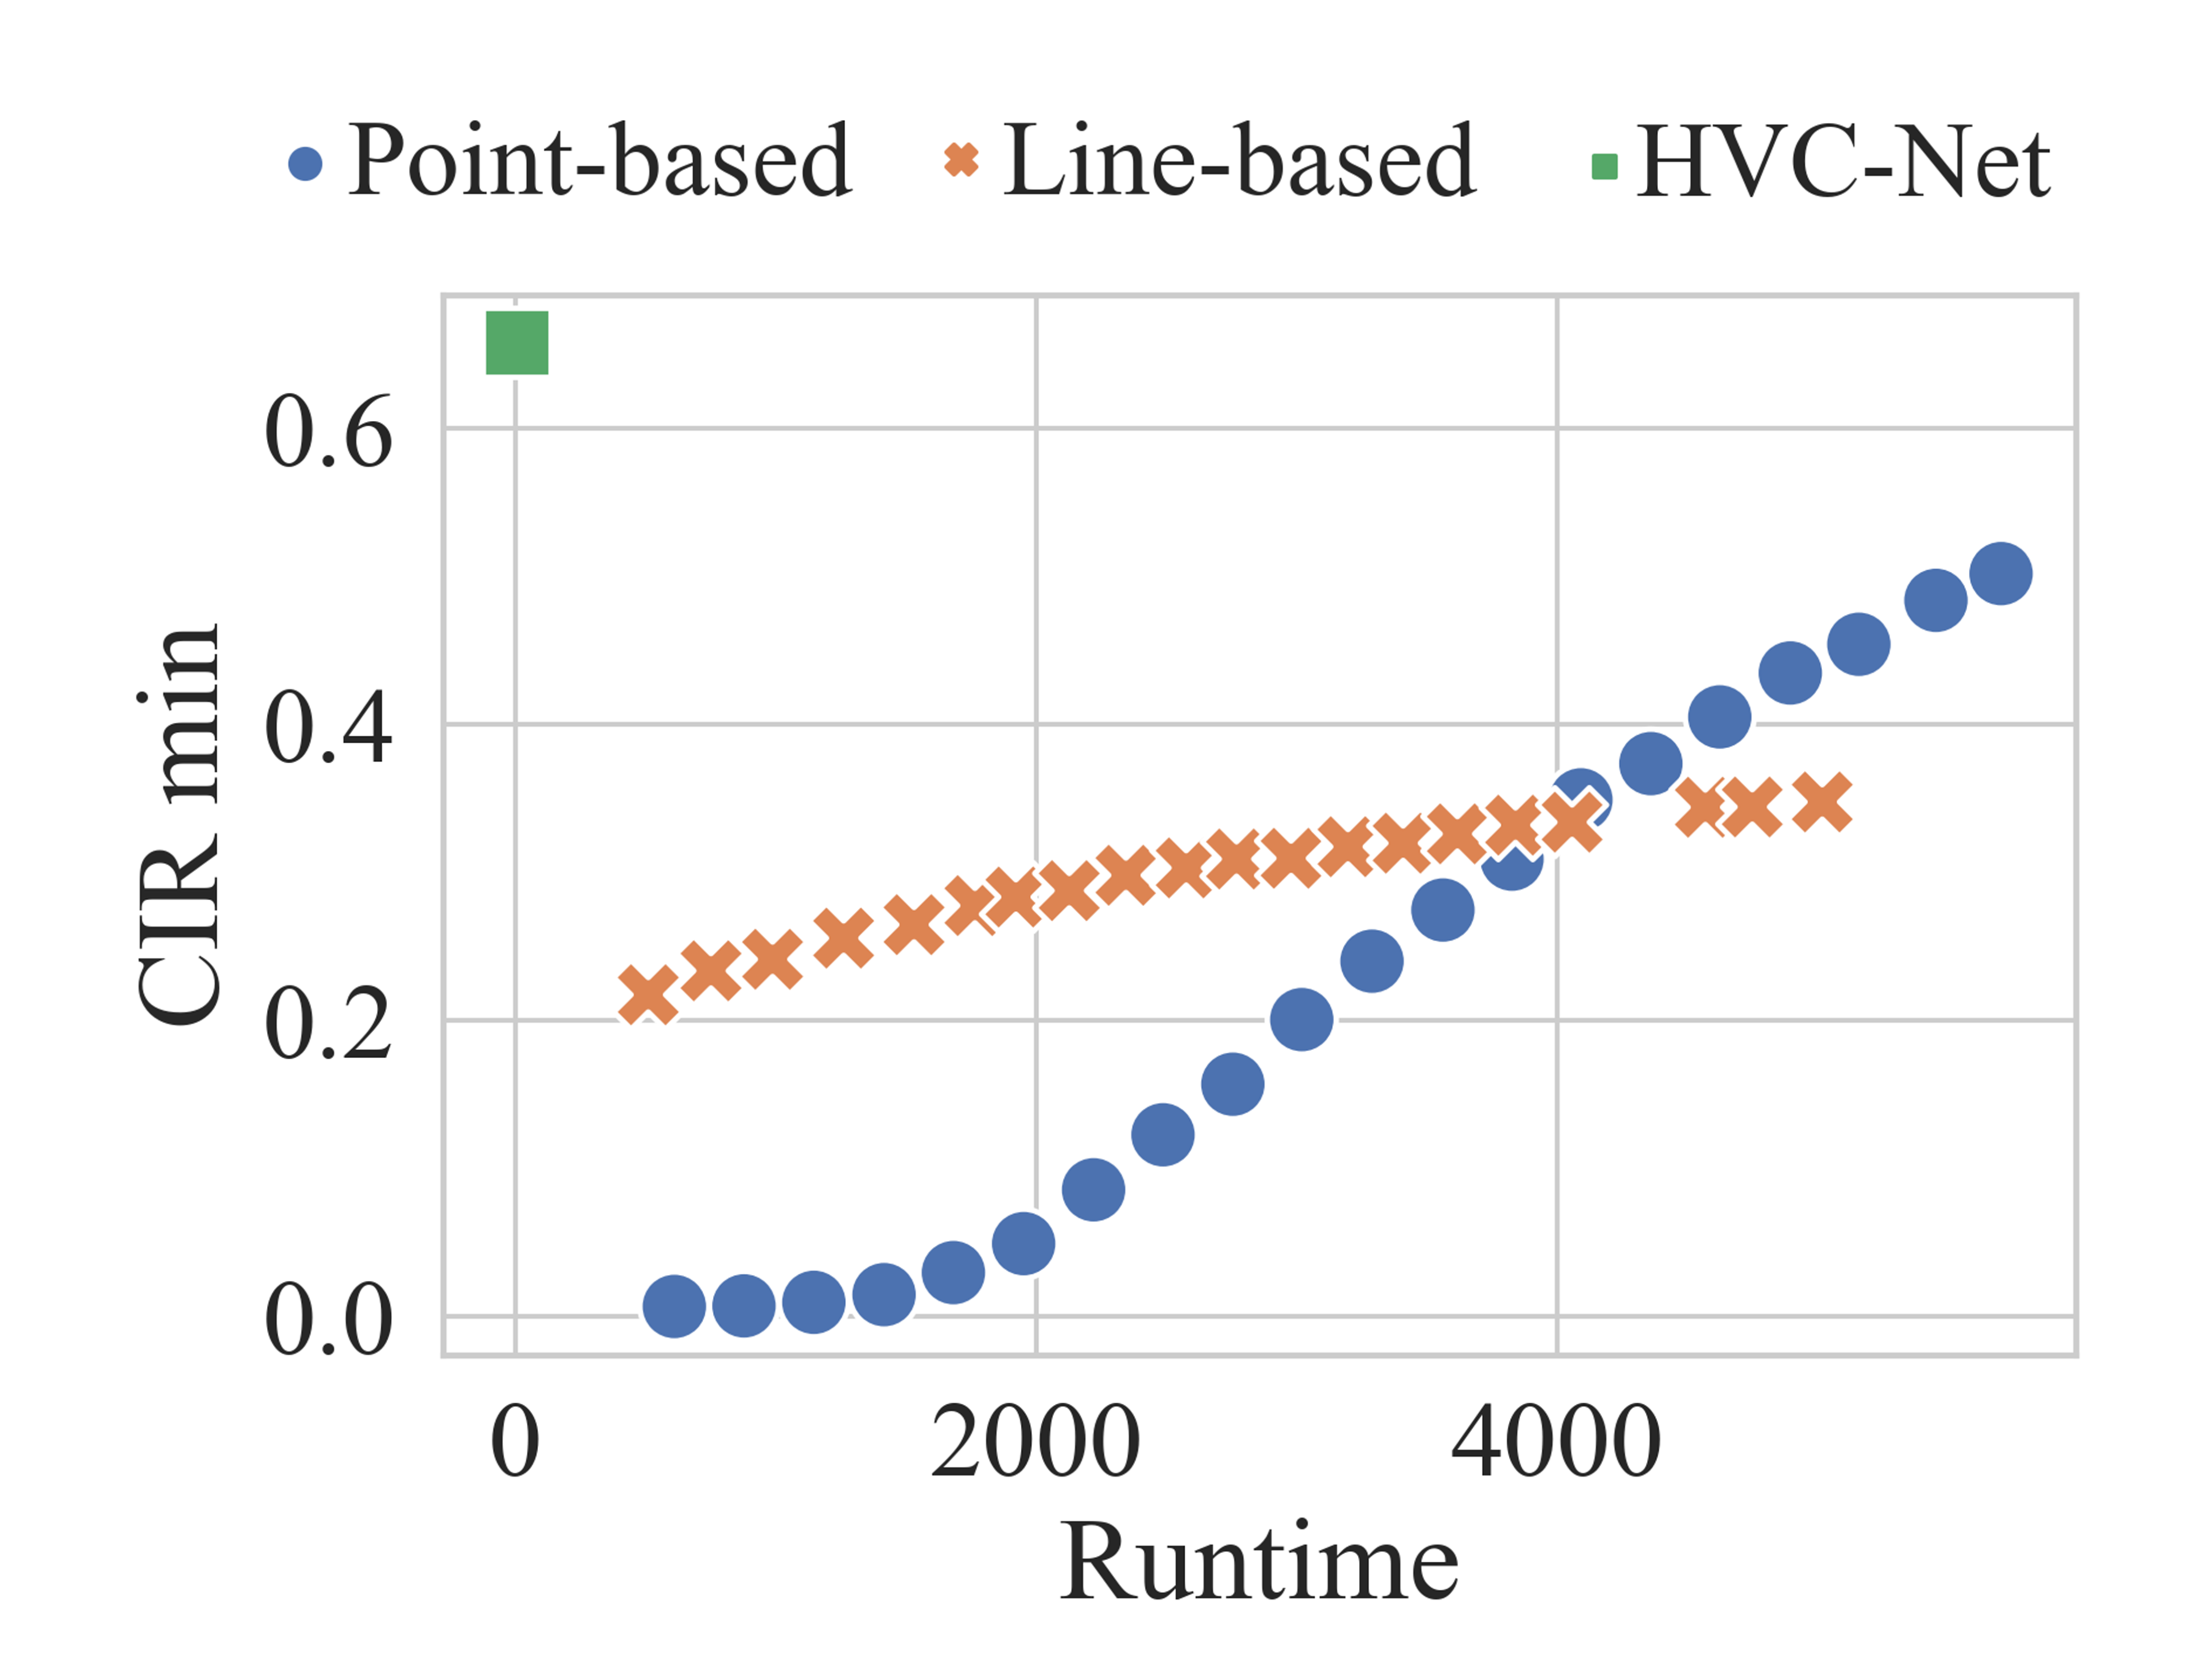 Point-based Line-based HVC-Net
0.6
0.4
0.2
0.0
CIR min
0 2000 4000
Runtime